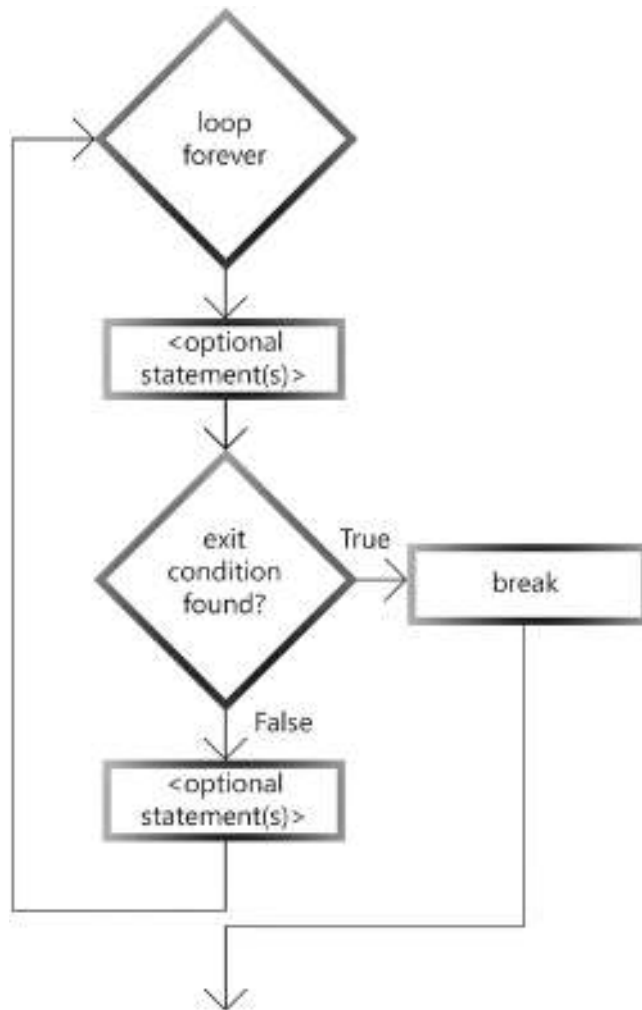 loop
forever
<optional
statement(s)>
exit
condition
found?
True
break
False
<optional
statement(s)>